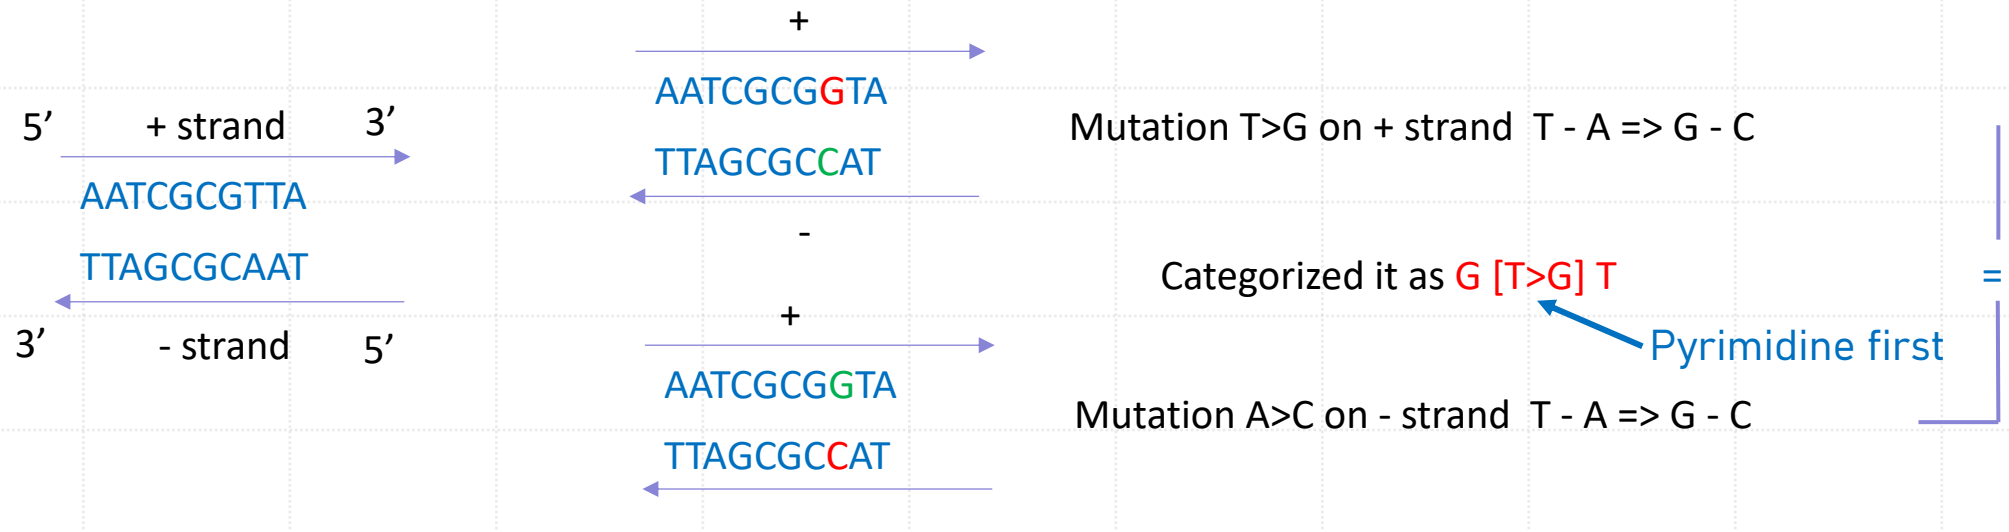 5’ + strand 3’
AATCGCGTTA
TTAGCGCAAT
3’ - strand 5’
+
AATCGCGGTA
TTAGCGCCAT
-
+
AATCGCGGTA
TTAGCGCCAT
Mutation T>G on + strand T - A => G - C
Categorized it as G [T>G] T
Pyrimidine first
Mutation A>C on - strand T - A => G - C
=